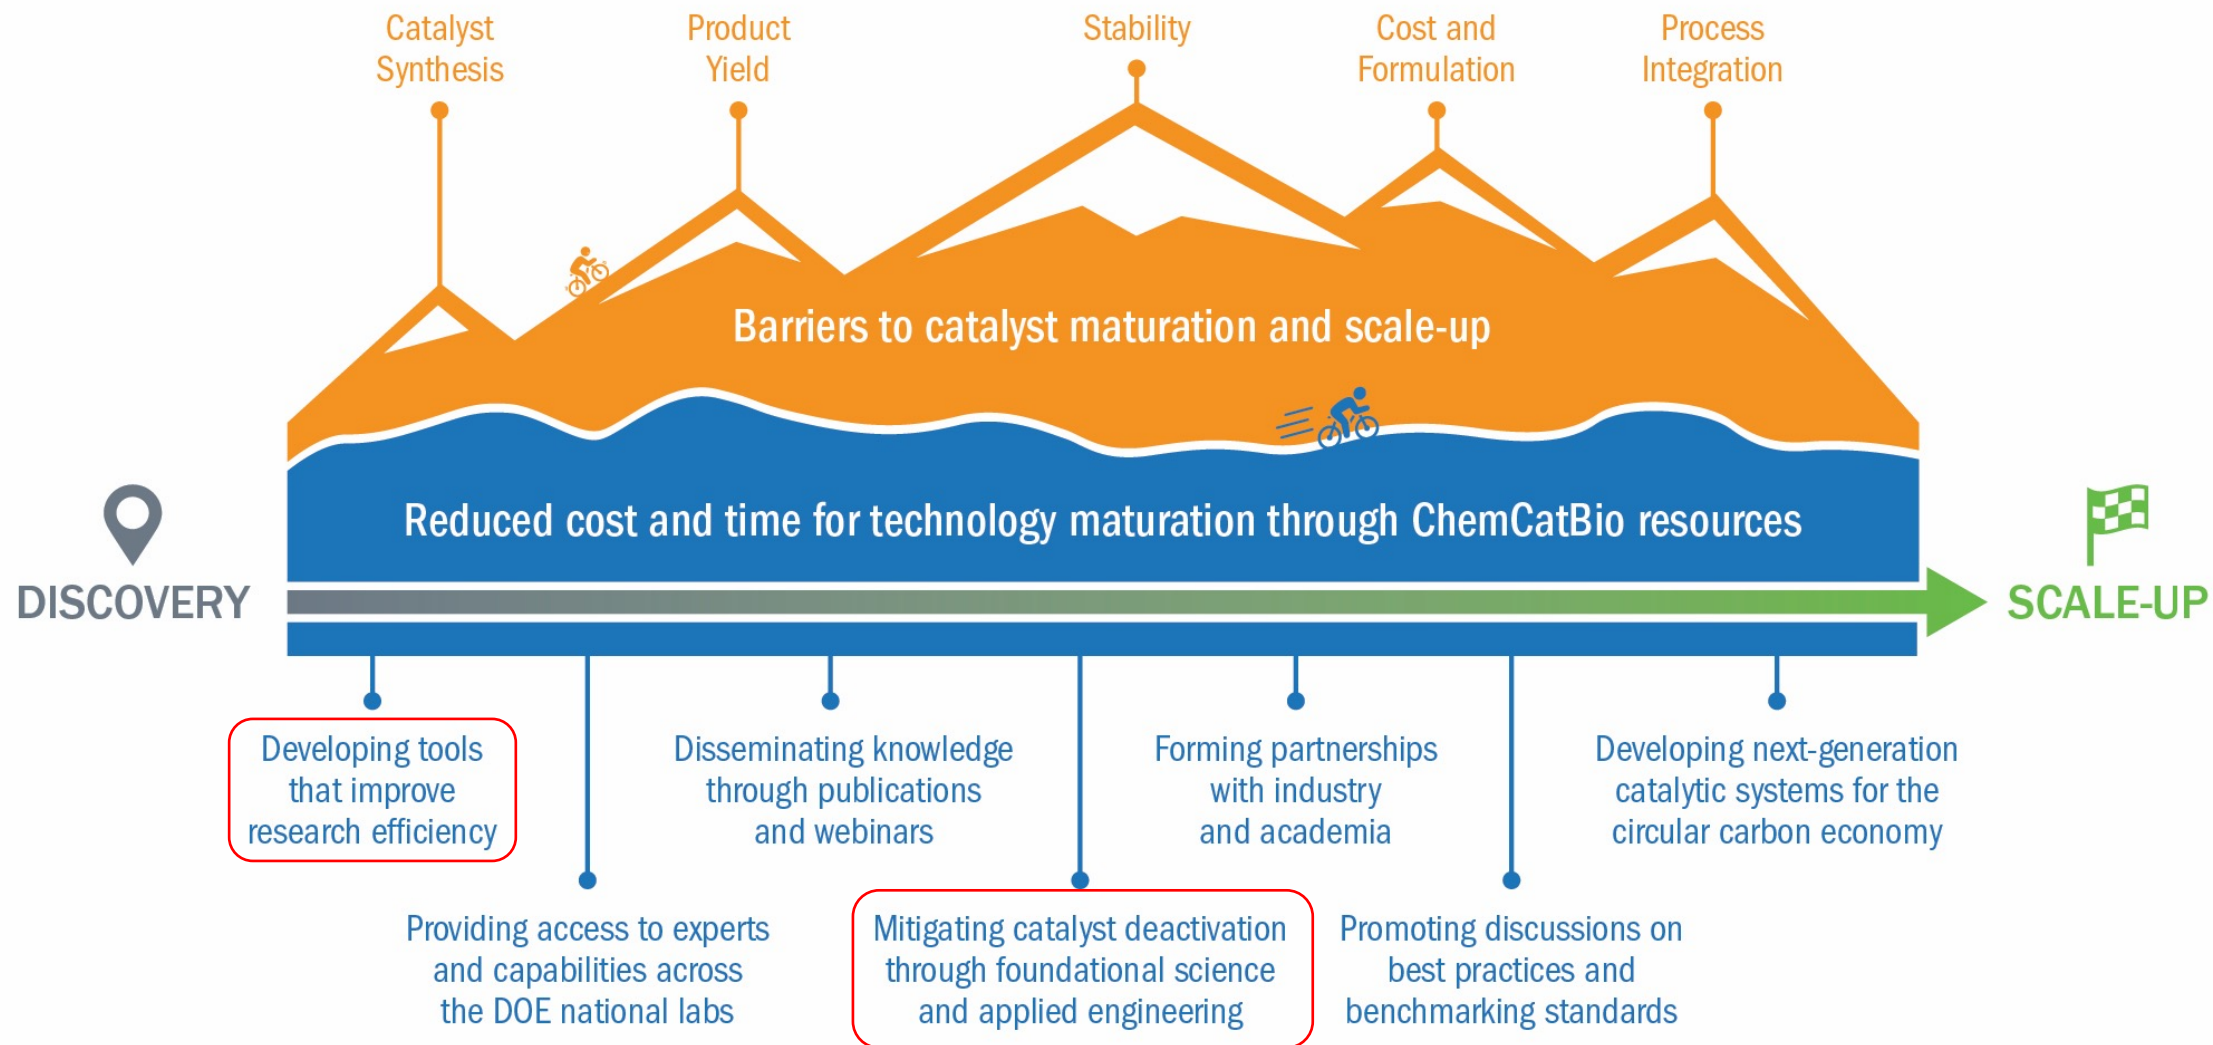 Catalyst
Synthesis
Product
Yield
Stability
Cost and
Formulation
Process
Integration
Barriers to catalyst maturation and scale-up
Reduced cost and time for technology maturation through ChemCatBio resources
DISCOVERY
SCALE-UP
Developing tools
that improve
research efficiency
Disseminating knowledge
through publications
and webinars
Forming partnerships
with industry
and academia
Developing next-generation
catalytic systems for the
circular carbon economy
Providing access to experts
and capabilities across
the DOE national labs
Mitigating catalyst deactivation
through foundational science
and applied engineering
Promoting discussions on
best practices and
benchmarking standards